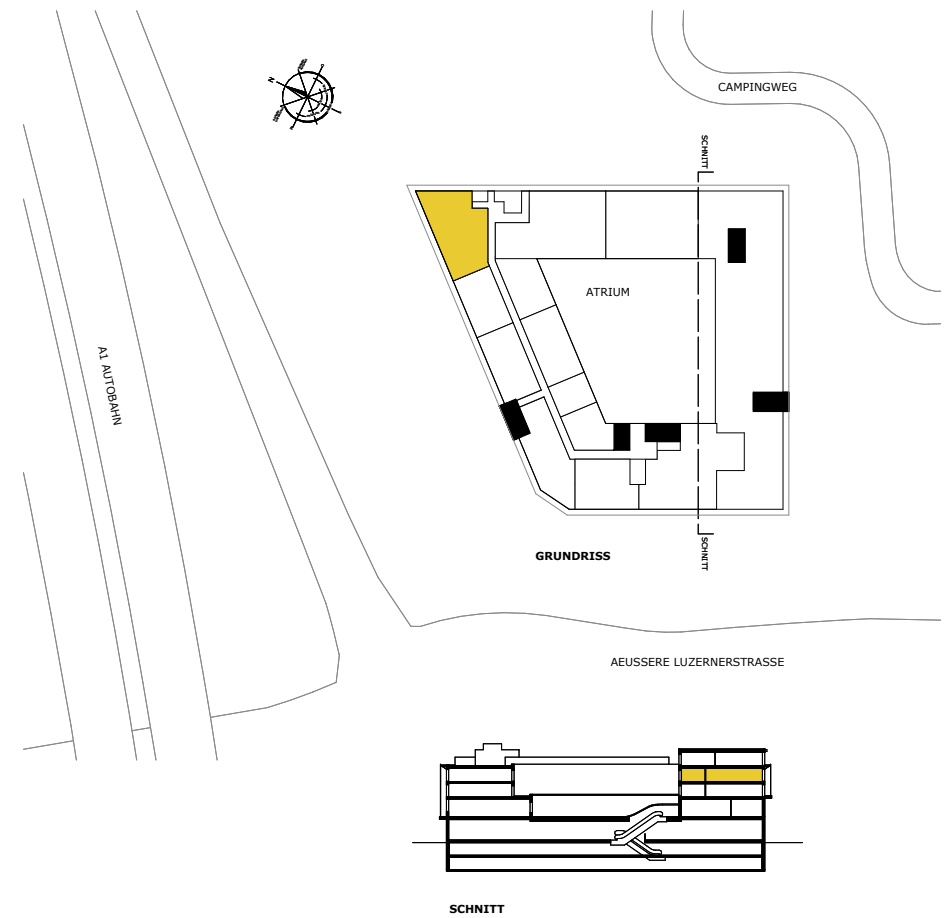 CAMPINGWEG
N
SCHNITT
ATRIUM
A1 AUTOBAHN
GRUNDRISS
SCHNITT
AEUSSERE LUZERNERSTRASSE
SCHNITT